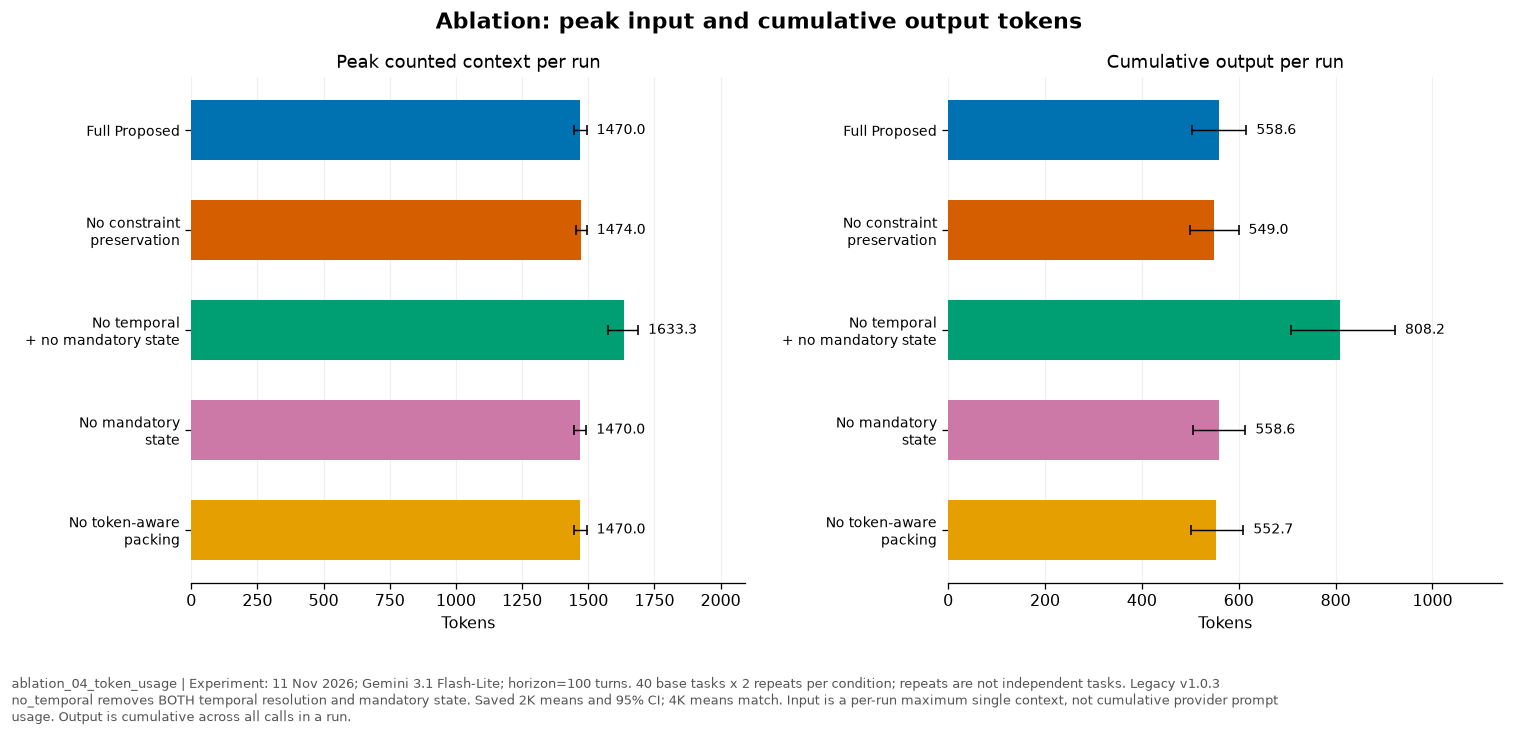 Ablation: peak input and cumulative output tokens
Peak counted context per run
Full Proposed
1470.0
No constraint
preservation
1474.0
No temporal
+ no mandatory state
1633.3
No mandatory
state
1470.0
No token-aware
packing
1470.0
0 250 500 750 1000 1250 1500 1750 2000
Tokens
Cumulative output per run
Full Proposed
558.6
No constraint
preservation
549.0
No temporal
+ no mandatory state
808.2
No mandatory
state
558.6
No token-aware
packing
552.7
0 200 400 600 800 1000
Tokens
ablation_04_token_usage | Experiment: 11 Nov 2026; Gemini 3.1 Flash-Lite; horizon=100 turns. 40 base tasks x 2 repeats per condition; repeats are not independent tasks. Legacy v1.0.3
no_temporal removes BOTH temporal resolution and mandatory state. Saved 2K means and 95% CI; 4K means match. Input is a per-run maximum single context, not cumulative provider prompt
usage. Output is cumulative across all calls in a run.